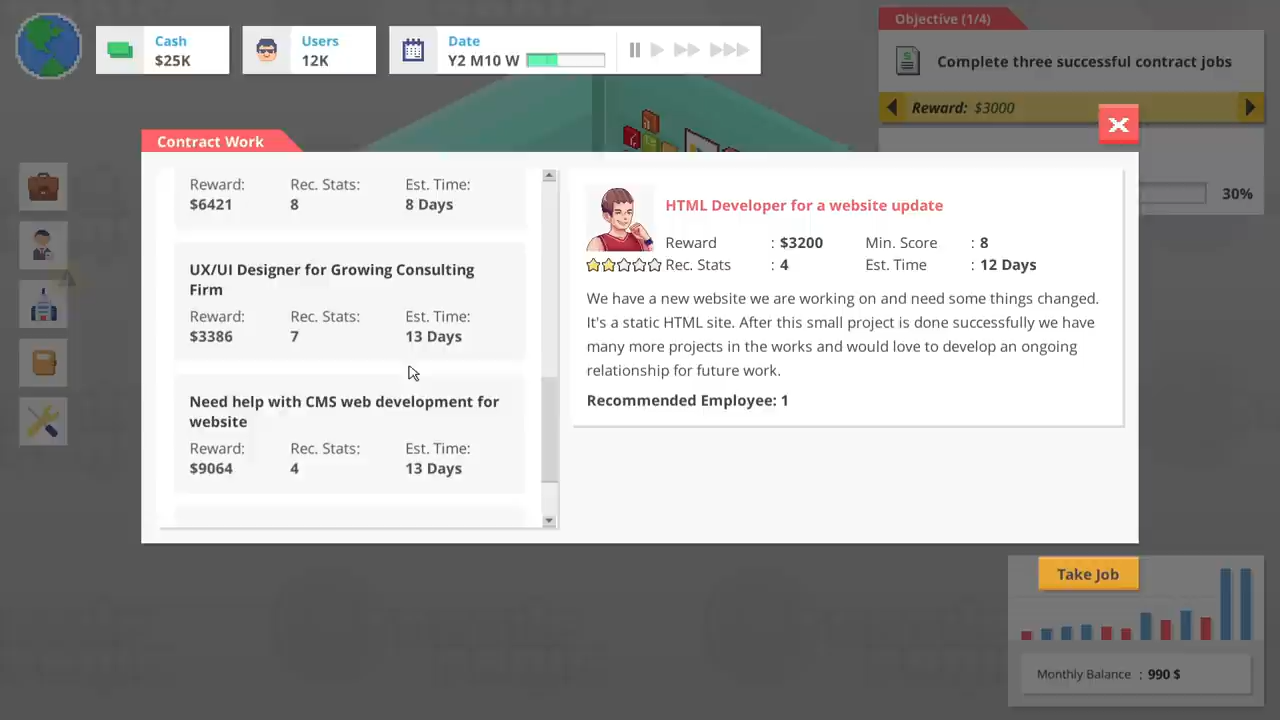 Cash
$25K
Users
12K
Date
Y2 M10 W
Objective (1/4)
Complete three successful contract jobs
Reward: $3000
30%
Contract Work
Reward: Rec. Stats: Est. Time:
$6421 8 8 Days
UX/UI Designer for Growing Consulting
Firm
Reward: Rec. Stats: Est. Time:
$3386 7 13 Days
Need help with CMS web development for
website
Reward: Rec. Stats: Est. Time:
$9064 4 13 Days
HTML Developer for a website update
Reward : $3200 Min. Score : 8
Rec. Stats : 4 Est. Time : 12 Days
We have a new website we are working on and need some things changed.
It's a static HTML site. After this small project is done successfully we have
many more projects in the works and would love to develop an ongoing
relationship for future work.
Recommended Employee: 1
Take Job
Monthly Balance : 990 $